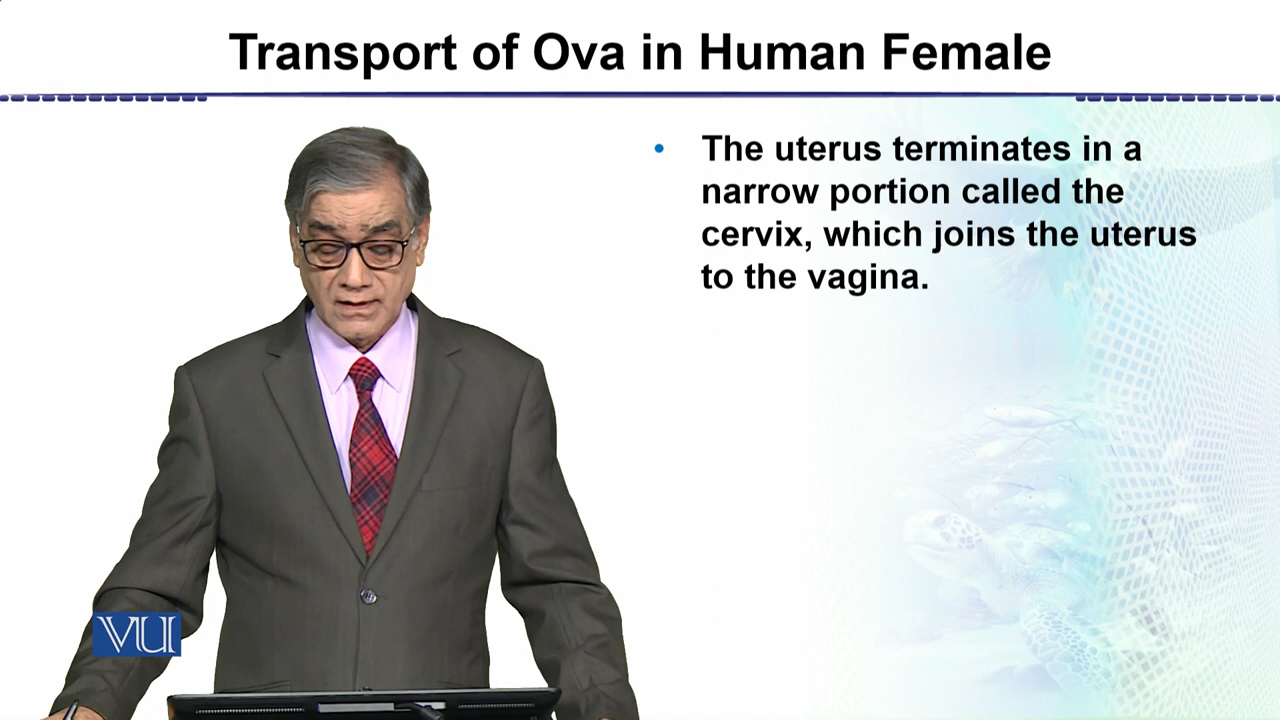 Transport of Ova in Human Female
• The uterus terminates in a
narrow portion called the
cervix, which joins the uterus
to the vagina.
VU